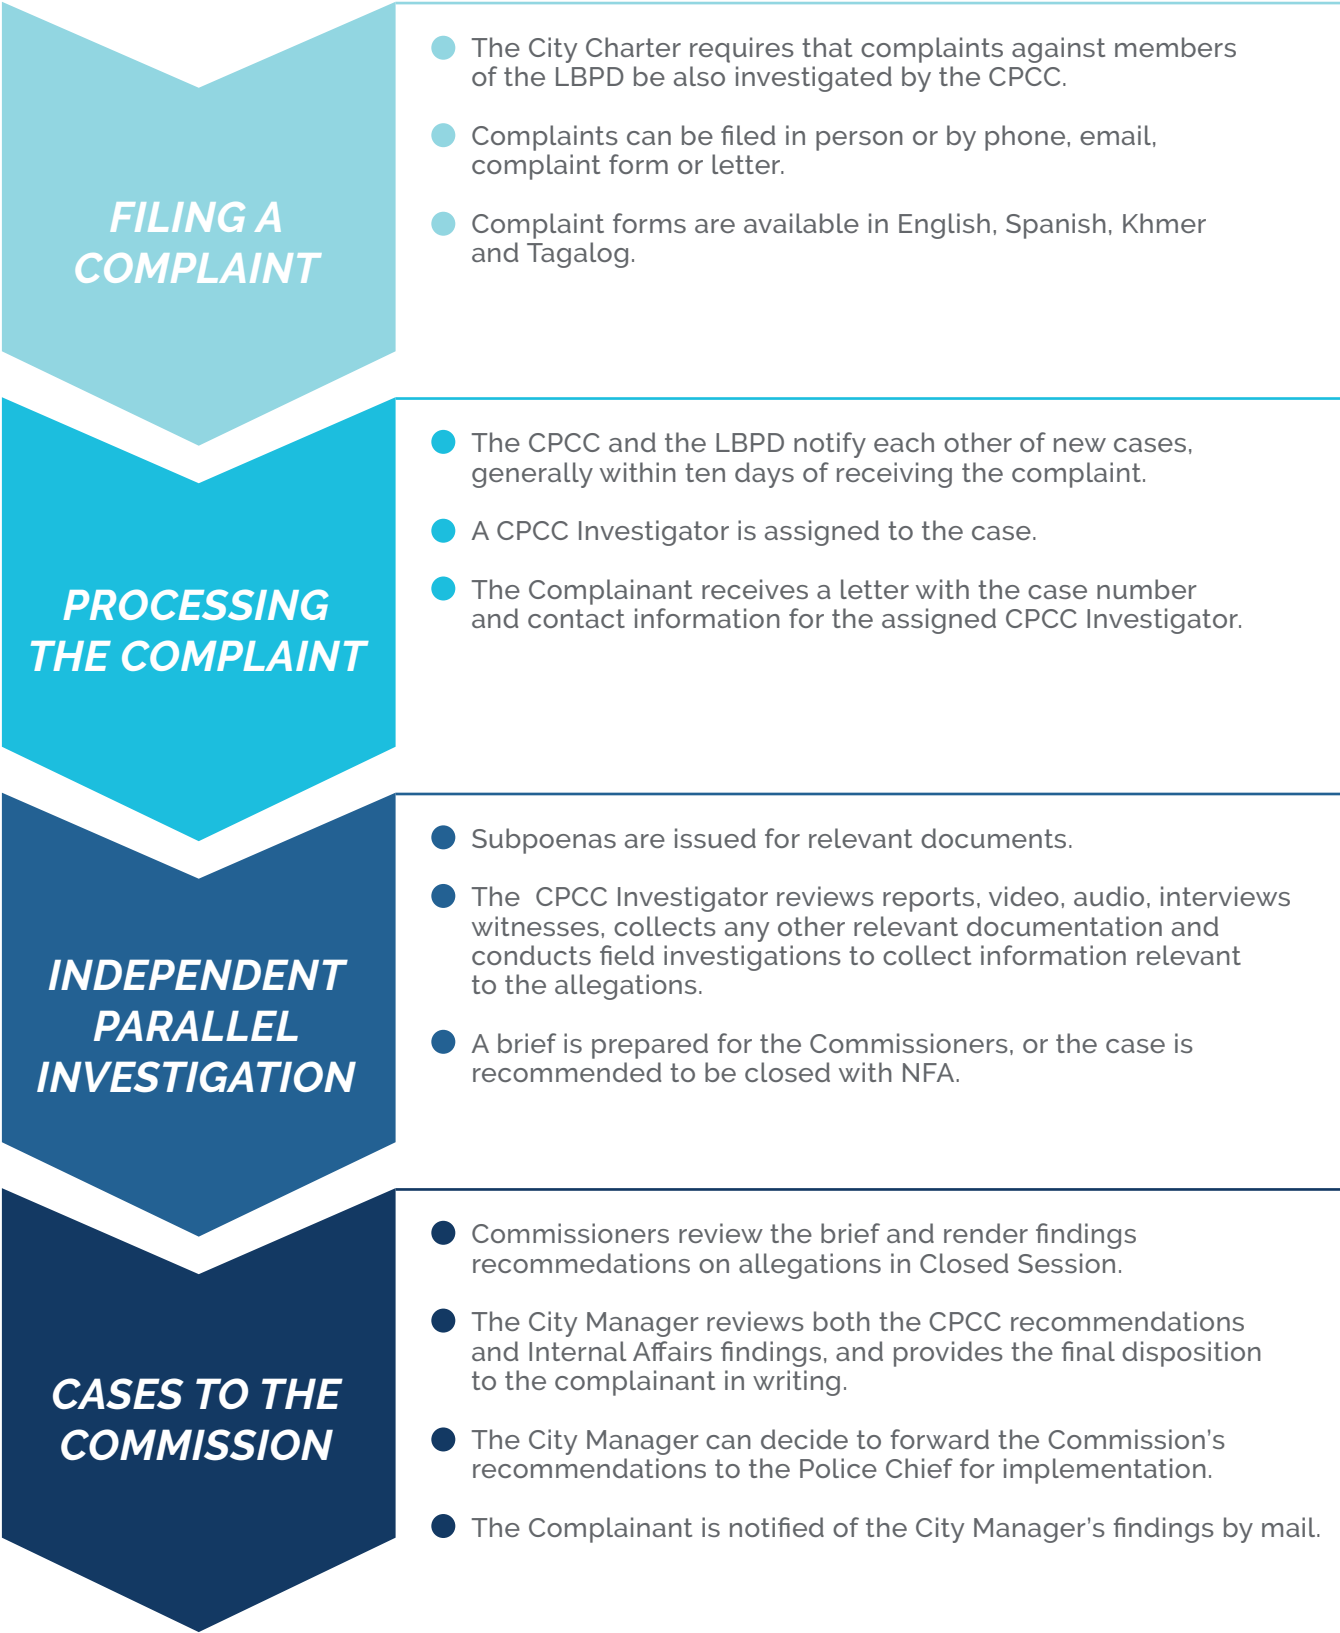 FILING A
COMPLAINT
The City Charter requires that complaints against members
of the LBPD be also investigated by the CPCC.
Complaints can be filed in person or by phone, email,
complaint form or letter.
Complaint forms are available in English, Spanish, Khmer
and Tagalog.
PROCESSING
THE COMPLAINT
The CPCC and the LBPD notify each other of new cases,
generally within ten days of receiving the complaint.
A CPCC Investigator is assigned to the case.
The Complainant receives a letter with the case number
and contact information for the assigned CPCC Investigator.
INDEPENDENT
PARALLEL
INVESTIGATION
Subpoenas are issued for relevant documents.
The  CPCC Investigator reviews reports, video, audio, interviews
witnesses, collects any other relevant documentation and
conducts field investigations to collect information relevant
to the allegations.
A brief is prepared for the Commissioners, or the case is
recommended to be closed with NFA.
CASES TO THE
COMMISSION
Commissioners review the brief and render findings
recommedations on allegations in Closed Session.
The City Manager reviews both the CPCC recommendations
and Internal Affairs findings, and provides the final disposition
to the complainant in writing.
The City Manager can decide to forward the Commission's
recommendations to the Police Chief for implementation.
The Complainant is notified of the City Manager's findings by mail.